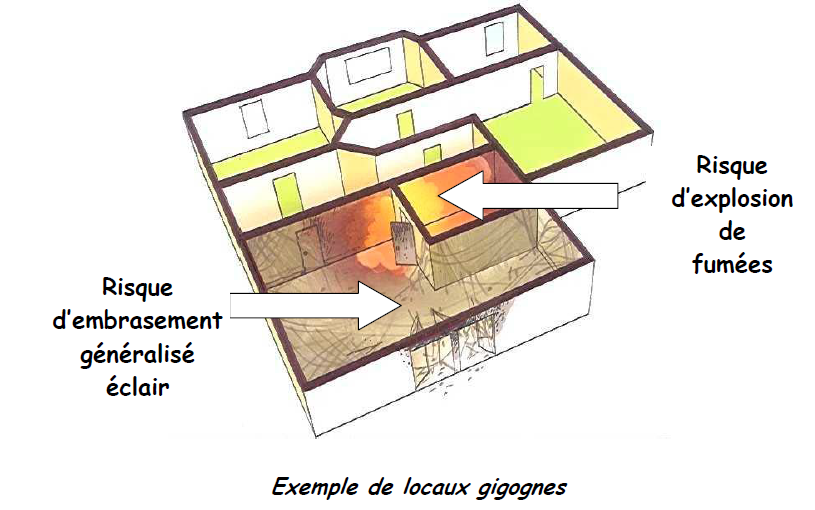 Risque
d'explosion
de
fumées
Risque
d'embrasement
généralisé
éclair
Exemple de locaux gigognes